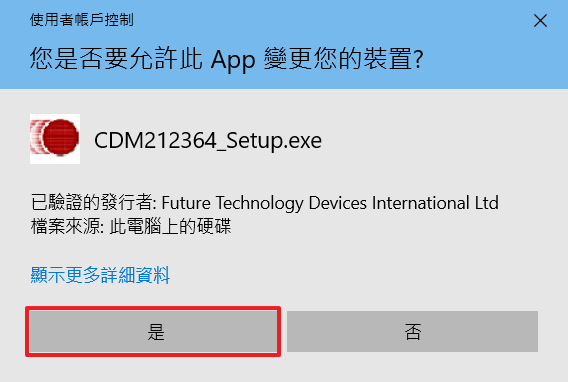 使用者帳戶控制
您是否要允許此 App 變更您的裝置?
CDM212364_Setup.exe
已驗證的發行者: Future Technology Devices International Ltd
檔案來源: 此電腦上的硬碟
顯示更多詳細資料
是
否